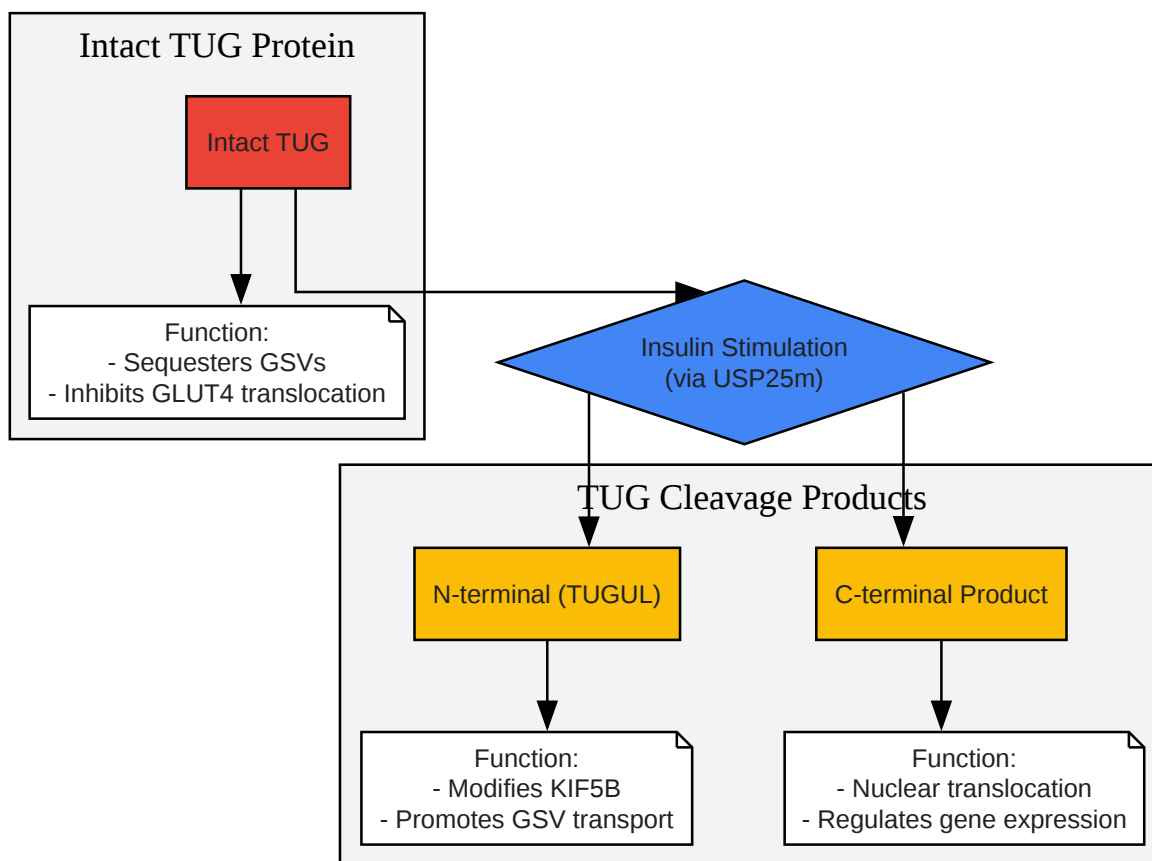 Intact TUG Protein
Intact TUG
Function:
- Sequesters GSVs
- Inhibits GLUT4 translocation
Insulin Stimulation
(via USP25m)
TUG Cleavage Products
N-terminal (TUGUL)
C-terminal Product
Function:
- Modifies KIF5B
- Promotes GSV transport
Function:
- Nuclear translocation
- Regulates gene expression